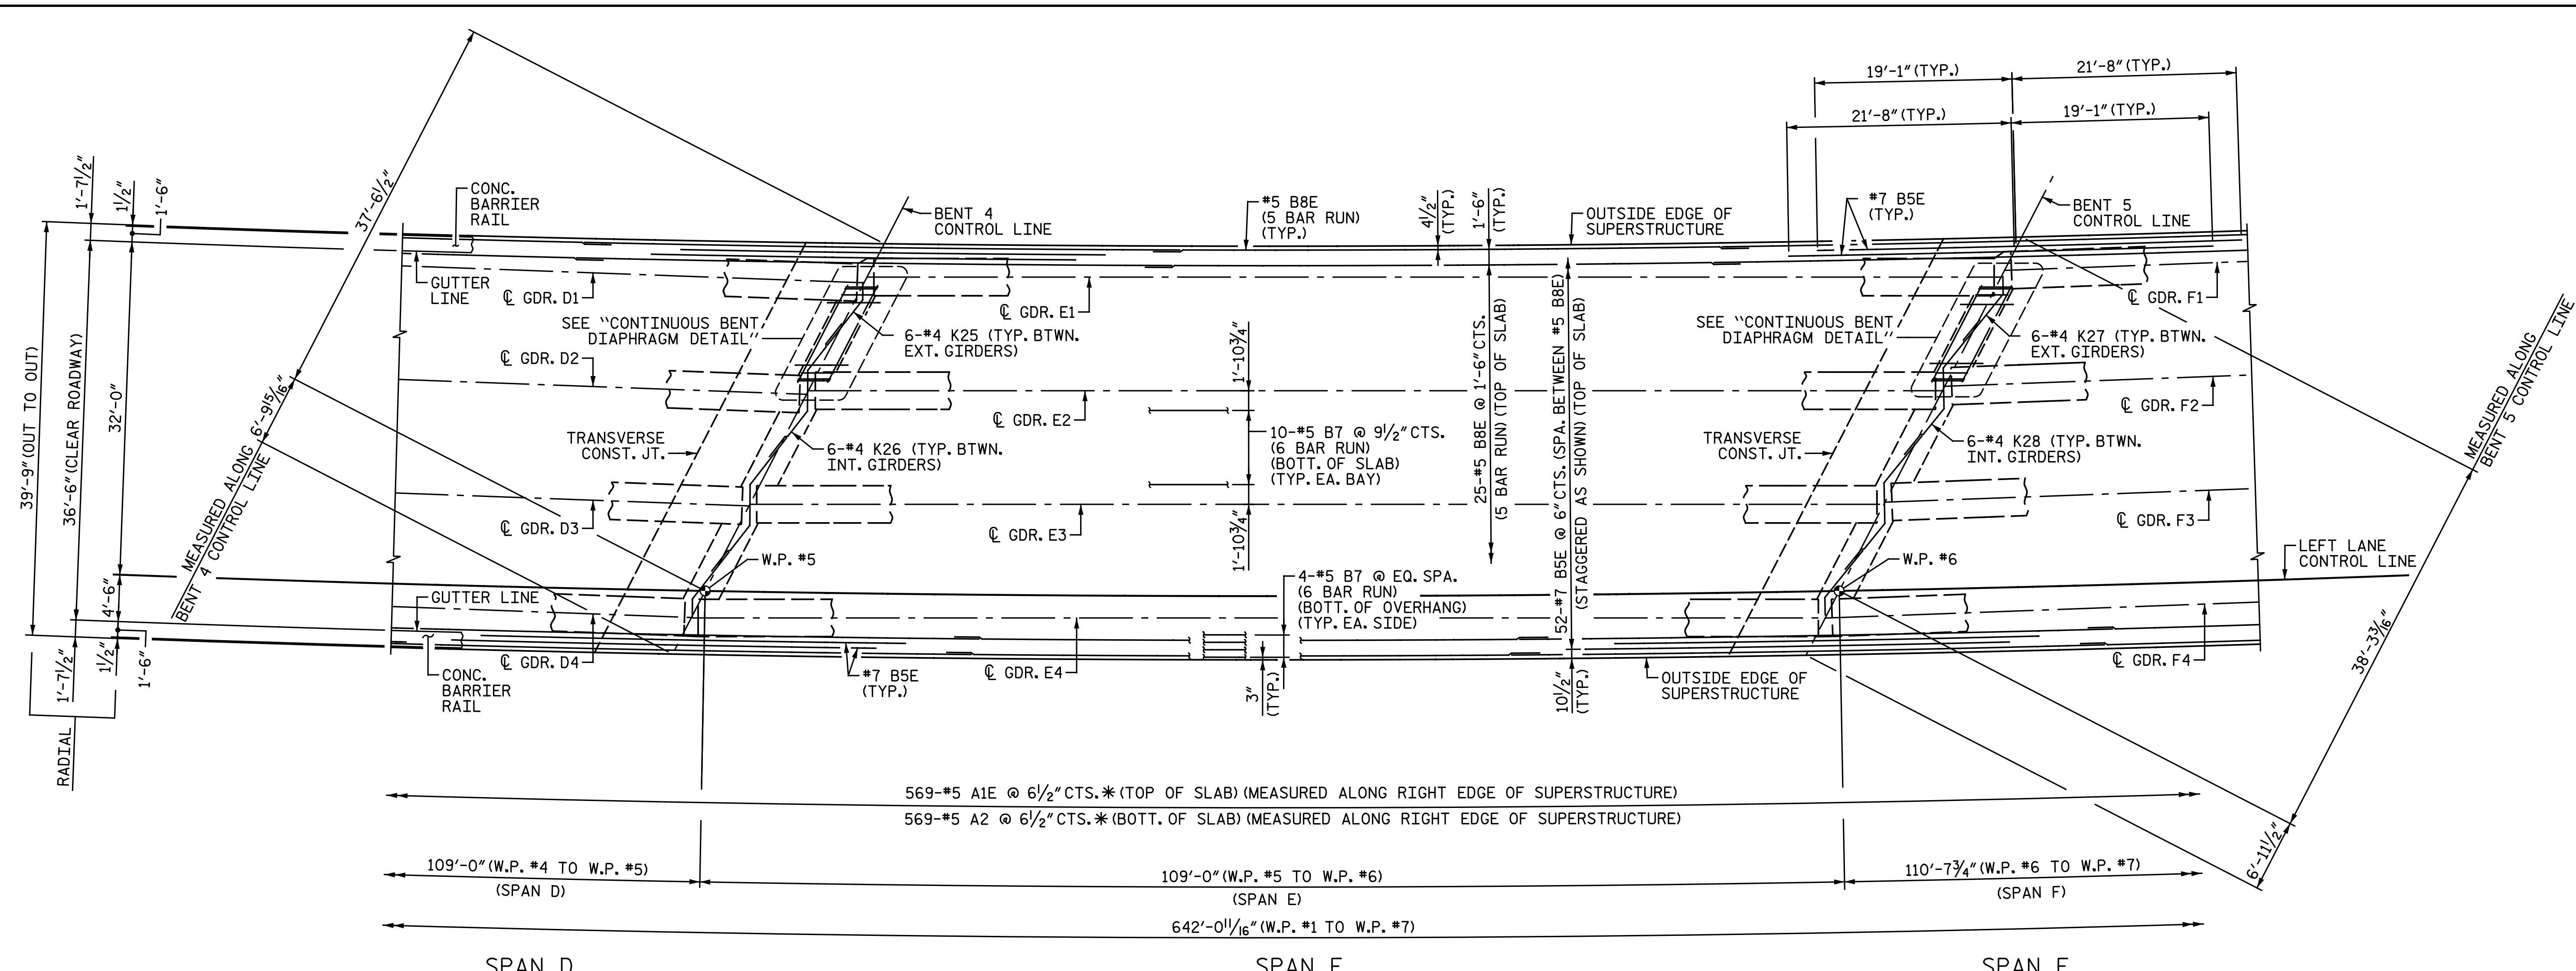 19′-1″ (TYP.)
21′-8″ (TYP.)
21′-8″ (TYP.)
19′-1″ (TYP.)
37′-6½″
1′-7½″
1½″
1′-6″
CONC.
BARRIER
RAIL
BENT 4
CONTROL LINE
#5 B8E
(5 BAR RUN)
(TYP.)
4½″
(TYP.)
1′-6″
(TYP.)
OUTSIDE EDGE OF
SUPERSTRUCTURE
#7 B5E
(TYP.)
BENT 5
CONTROL LINE
GUTTER
LINE
℄ GDR. D1
℄ GDR. E1
℄ GDR. F1
SEE “CONTINUOUS BENT
DIAPHRAGM DETAIL”
6-#4 K25 (TYP. BTWN.
EXT. GIRDERS)
SEE “CONTINUOUS BENT
DIAPHRAGM DETAIL”
6-#4 K27 (TYP. BTWN.
EXT. GIRDERS)
39′-9″ (OUT TO OUT)
36′-6″ (CLEAR ROADWAY)
32′-0″
MEASURED ALONG
BENT 4 CONTROL LINE
6′-9 15/16″
℄ GDR. D2
℄ GDR. E2
℄ GDR. F2
1′-10¾″
10-#5 B7 @ 9½″ CTS.
(6 BAR RUN)
(BOTT. OF SLAB)
(TYP. EA. BAY)
1′-10¾″
25-#5 B8E @ 1′-6″ CTS.
(5 BAR RUN) (TOP OF SLAB)
52-#7 B5E @ 6″ CTS. (SPA. BETWEEN #5 B8E)
(STAGGERED AS SHOWN) (TOP OF SLAB)
TRANSVERSE
CONST. JT.
6-#4 K26 (TYP. BTWN.
INT. GIRDERS)
TRANSVERSE
CONST. JT.
6-#4 K28 (TYP. BTWN.
INT. GIRDERS)
MEASURED ALONG
BENT 5 CONTROL LINE
℄ GDR. D3
℄ GDR. E3
℄ GDR. F3
W.P. #5
W.P. #6
LEFT LANE
CONTROL LINE
4′-6″
GUTTER LINE
4-#5 B7 @ EQ. SPA.
(6 BAR RUN)
(BOTT. OF OVERHANG)
(TYP. EA. SIDE)
38′-3 3/16″
1′-7½″
1½″
1′-6″
℄ GDR. D4
CONC.
BARRIER
RAIL
#7 B5E
(TYP.)
℄ GDR. E4
3″
(TYP.)
10½″
(TYP.)
OUTSIDE EDGE OF
SUPERSTRUCTURE
℄ GDR. F4
RADIAL
569-#5 A1E @ 6½″ CTS.* (TOP OF SLAB) (MEASURED ALONG RIGHT EDGE OF SUPERSTRUCTURE)
569-#5 A2 @ 6½″ CTS.* (BOTT. OF SLAB) (MEASURED ALONG RIGHT EDGE OF SUPERSTRUCTURE)
6′-11½″
109′-0″ (W.P. #4 TO W.P. #5)
(SPAN D)
109′-0″ (W.P. #5 TO W.P. #6)
(SPAN E)
110′-7¾″ (W.P. #6 TO W.P. #7)
(SPAN F)
642′-0 11/16″ (W.P. #1 TO W.P. #7)
SPAN D
SPAN E
SPAN F